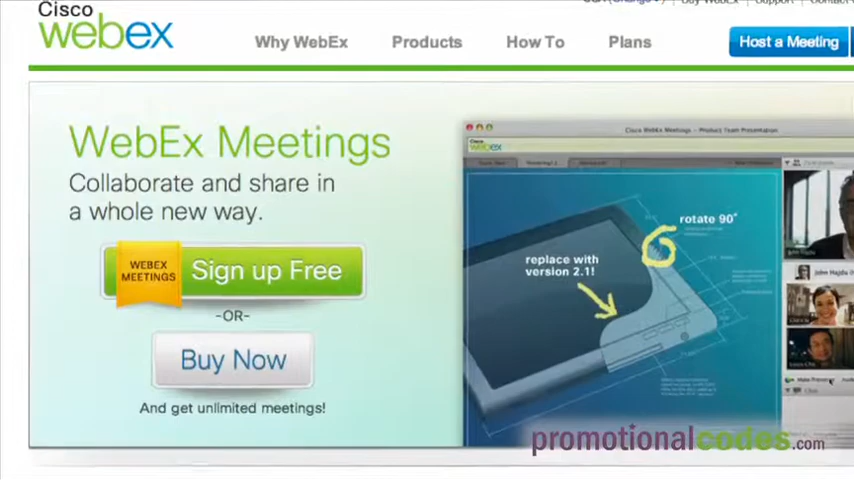 Cisco
webex
Why WebEx
Products
How To
Plans
Host a Meeting
WebEx Meetings
Collaborate and share in
a whole new way.
WEBEX
MEETINGS
Sign up Free
-OR-
Buy Now
And get unlimited meetings!
Cisco WebEx Meetings - Product Team Presentation
rotate 90°
replace with
version 2.1!
promotionalcodes.com